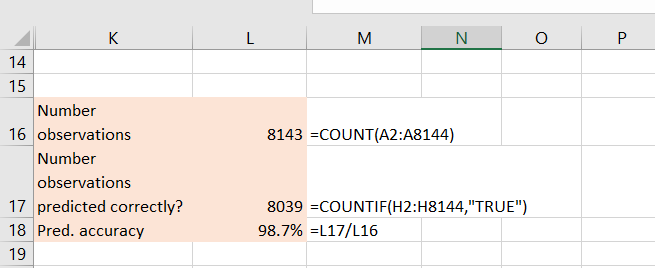 K L M N O P
14
15
Number
16 observations 8143 =COUNT(A2:A8144)
Number
observations
17 predicted correctly? 8039 =COUNTIF(H2:H8144,"TRUE")
18 Pred. accuracy 98.7% =L17/L16
19